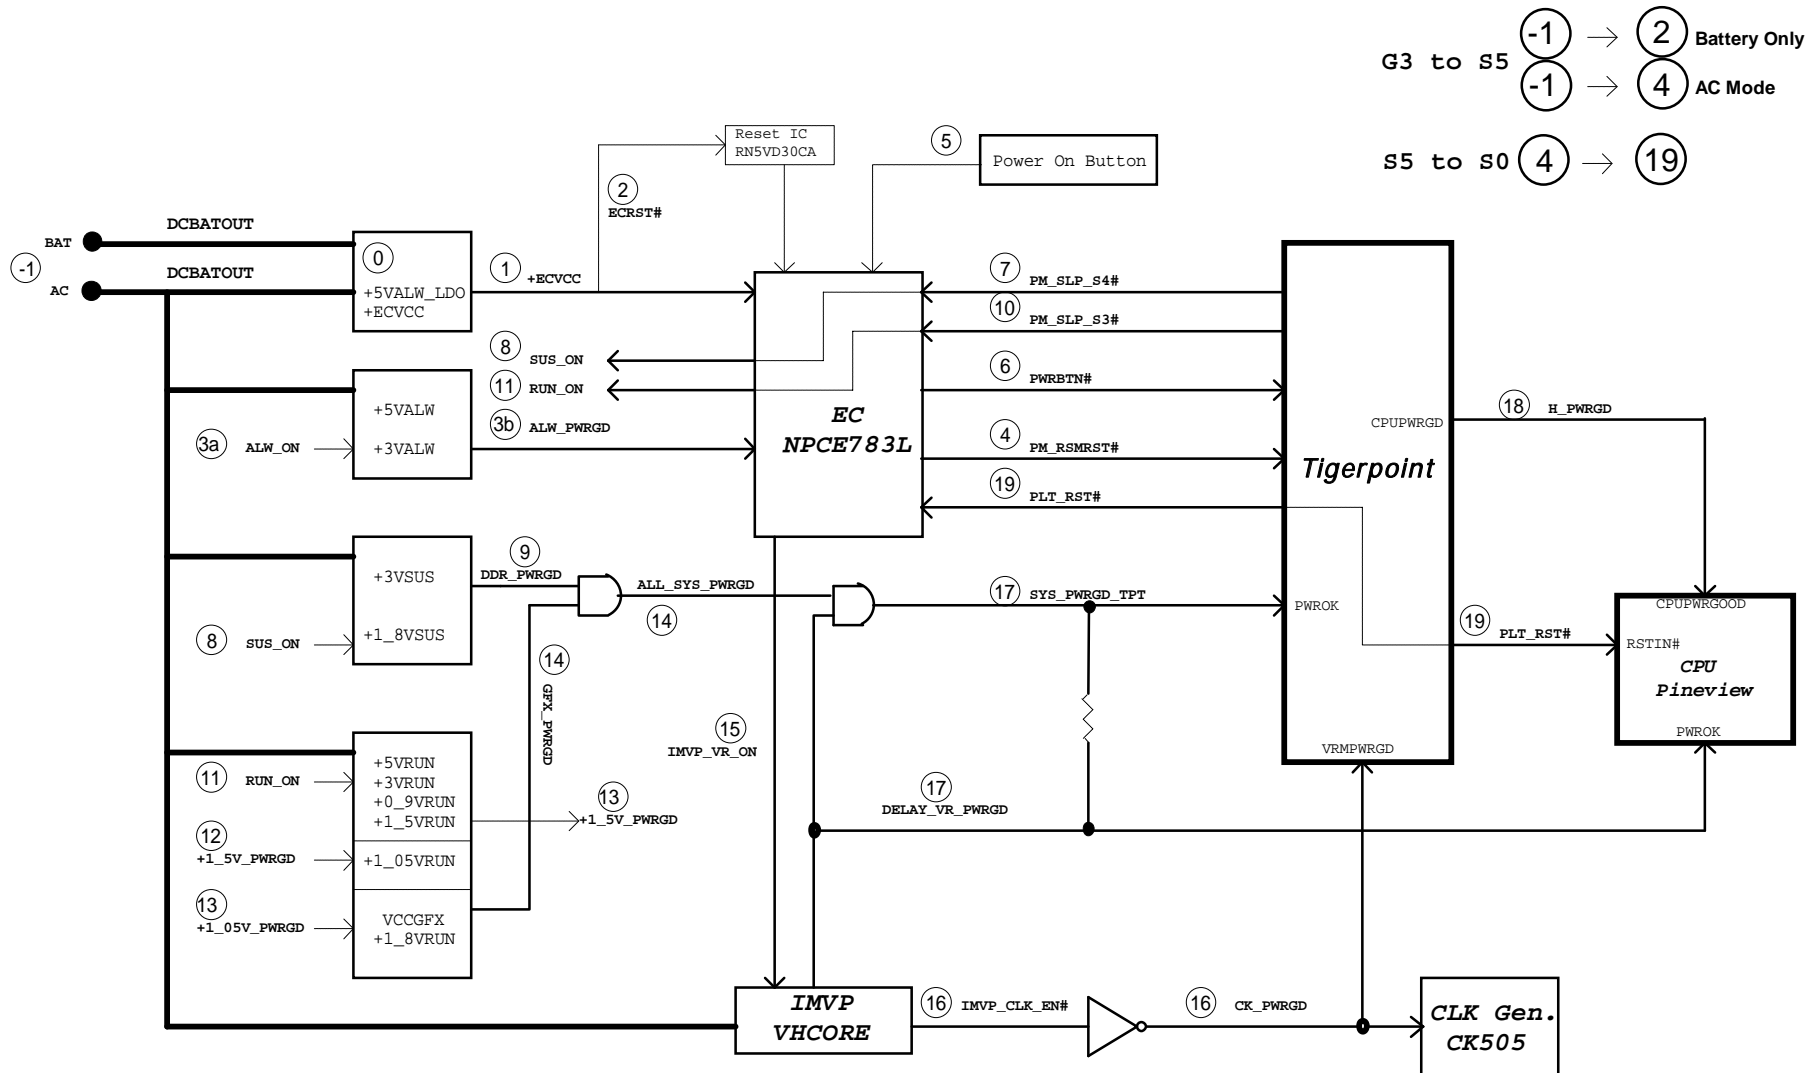 G3 to S5
-1
2
Battery Only
-1
4
AC Mode
S5 to S0
4
19
Reset IC
RN5VD30CA
5
Power On Button
2
ECRST#
BAT
DCBATOUT
-1
AC
DCBATOUT
0
+5VALW_LDO
+ECVCC
1
+ECVCC
7
PM_SLP_S4#
10
PM_SLP_S3#
8
SUS_ON
11
RUN_ON
6
PWRBTN#
EC
NPCE783L
+5VALW
3a
ALW_ON
+3VALW
3b
ALW_PWRGD
4
PM_RSMRST#
19
PLT_RST#
CPUPWRGD
Tigerpoint
18
H_PWRGD
+3VSUS
8
SUS_ON
+1_8VSUS
9
DDR_PWRGD
ALL_SYS_PWRGD
14
17
SYS_PWRGD_TPT
PWROK
19
PLT_RST#
CPUPWRGOOD
RSTIN#
CPU
Pineview
PWROK
14
GFX_PWRGD
15
IMVP_VR_ON
VRMPWRGD
11
RUN_ON
+5VRUN
+3VRUN
+0_9VRUN
+1_5VRUN
13
+1_5V_PWRGD
12
+1_5V_PWRGD
+1_05VRUN
13
+1_05V_PWRGD
VCCGFX
+1_8VRUN
17
DELAY_VR_PWRGD
IMVP
VHCORE
16
IMVP_CLK_EN#
16
CK_PWRGD
CLK Gen.
CK505